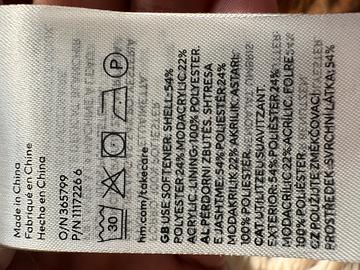 Made in China
Fabriqué en Chine
Hecho en China
O/N 365799
P/N 1117226 6
30
P
hm.com/takecare
GB USE SOFTENER. SHELL: 54%
POLYESTER 24% MODACRYLIC 22%
ACRYLIC. LINING: 100% POLYESTER.
AL PËRDORNI ZBUTËS. SHTRESA
E JASHTME: 54% POLIESTËR 24%
MODAKRILIK 22% AKRILIK. ASTARI:
100% POLIESTËR.
CAT UTILITZEU SUAVITZANT.
EXTERIOR: 54% POLIÈSTER 24%
MODACRÍLIC 22% ACRÍLIC. FOLRE:
100% POLIÈSTER.
CZ POUŽIJTE ZMĚKČOVAČ!
PROSTŘEDEK. SVRCHNÍ LÁTKA: 54%